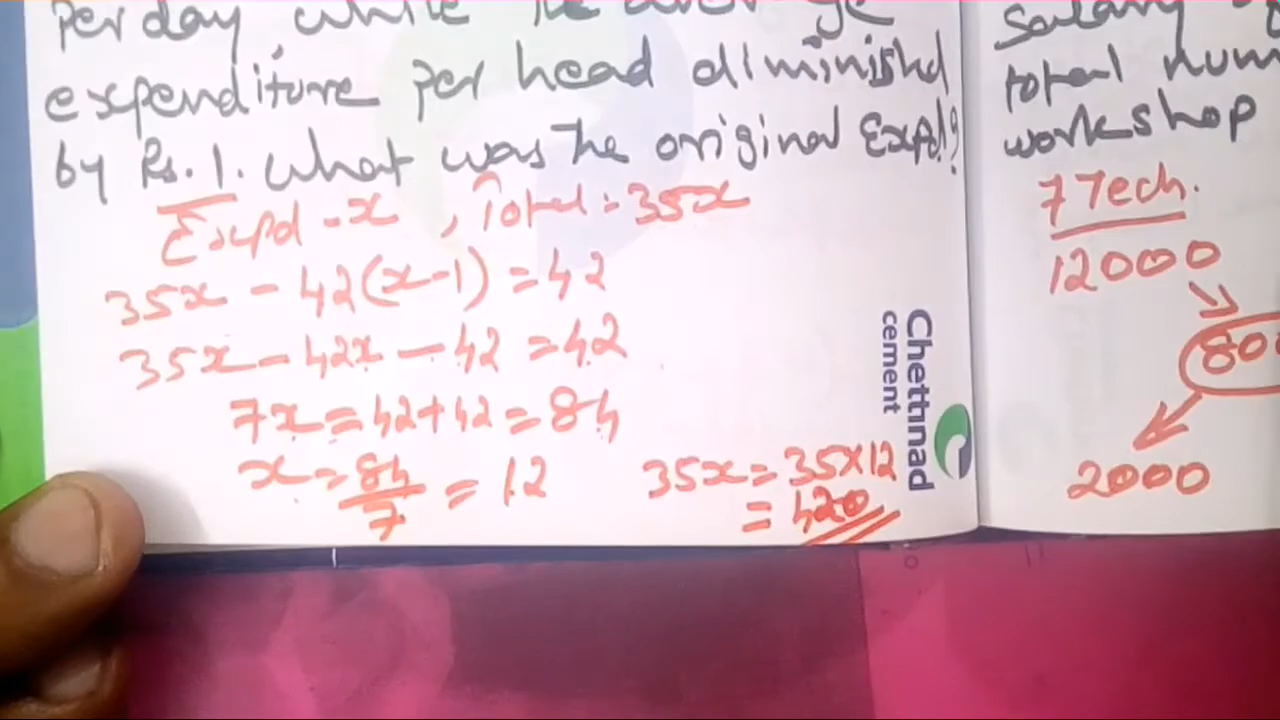 Per day while the average
expenditure per head diminishd
by Rs. 1. What was the original Expd?
Expd = x , Total = 35x
35x - 42(x-1) = 42
35x - 42x - 42 = 42
7x = 42+42 = 84
x = 84/7 = 12
35x = 35x12
= 420
Chettinad
cement
Salary
total num
workshop
7 Tech.
12000
800
2000